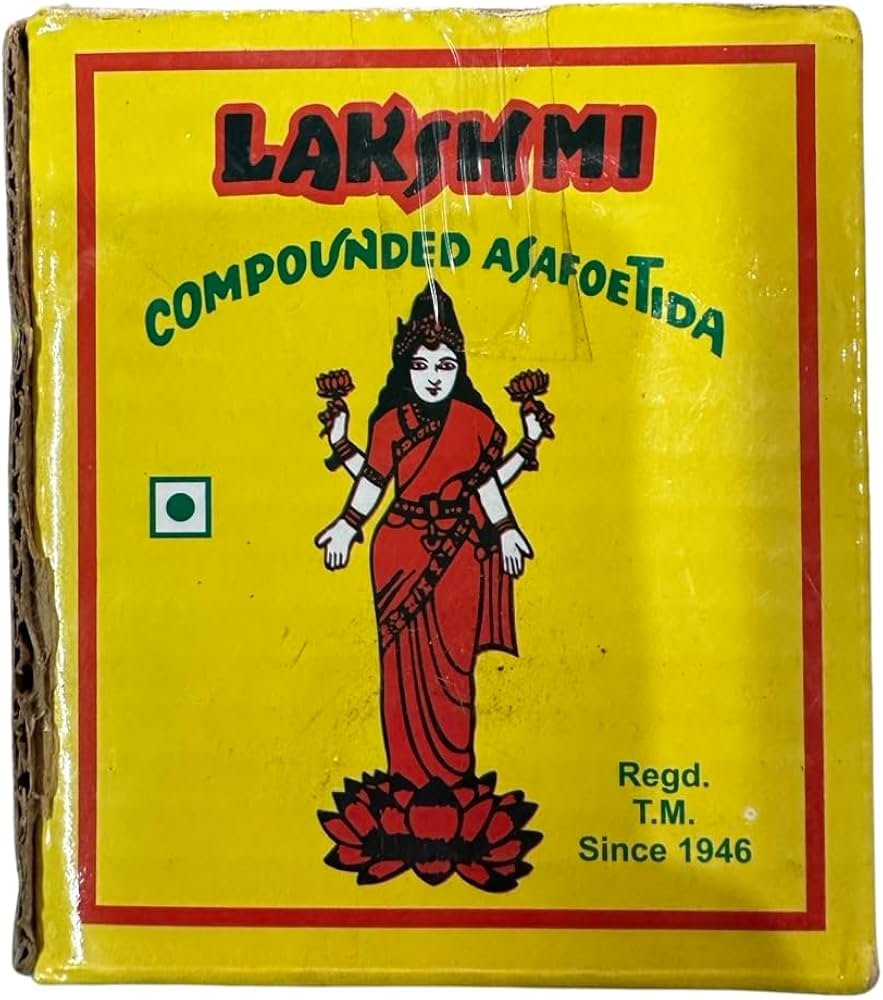 LAKSHMI
COMPOUNDED ASAFOETIDA
Regd.
T.M.
Since 1946